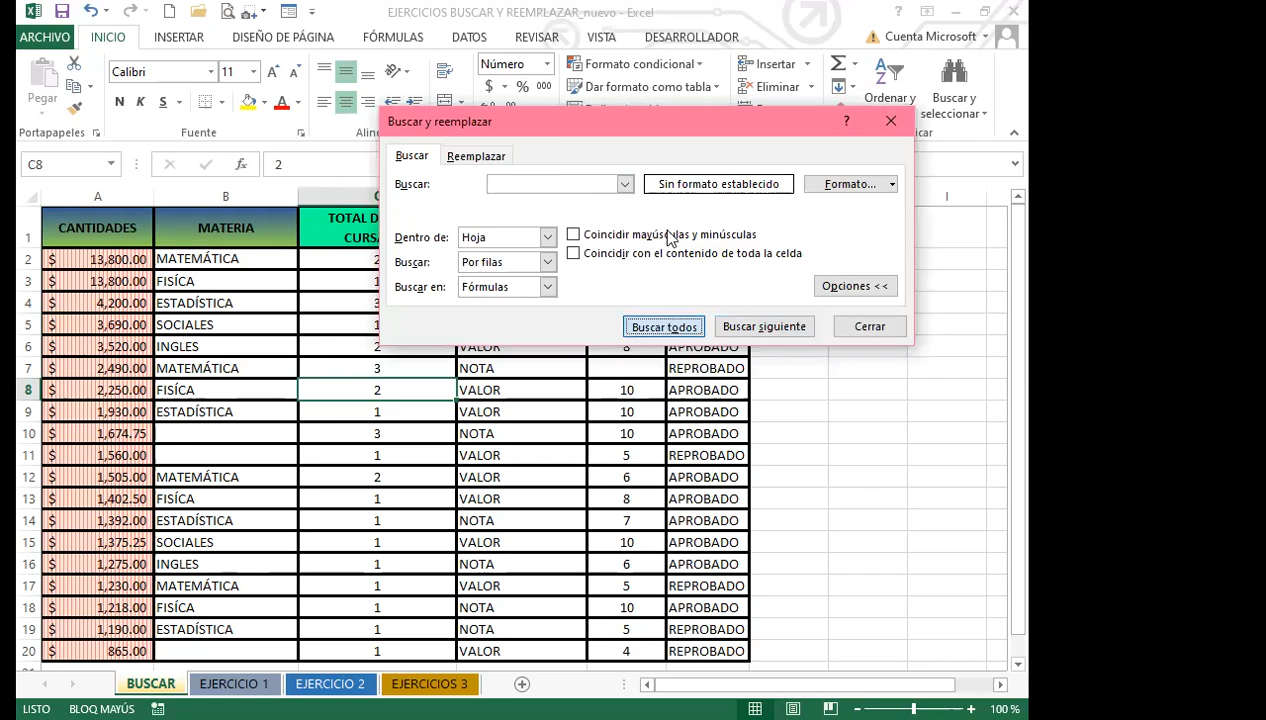 EJERCICIOS BUSCAR Y REEMPLAZAR_nuevo - Excel
ARCHIVO INICIO INSERTAR DISEÑO DE PÁGINA FÓRMULAS DATOS REVISAR VISTA DESARROLLADOR Cuenta Microsoft
Calibri 11 Número Formato condicional Insertar
Pegar N K S $ % 000 Dar formato como tabla Eliminar Ordenar y Buscar y
seleccionar
Portapapeles Fuente
C8 2
Buscar y reemplazar
Buscar Reemplazar
Buscar: Sin formato establecido Formato...
Dentro de: Hoja Coincidir mayúsculas y minúsculas
Buscar: Por filas Coincidir con el contenido de toda la celda
Buscar en: Fórmulas Opciones <<
Buscar todos Buscar siguiente Cerrar
A B I
1 CANTIDADES MATERIA
2 $ 13,800.00 MATEMÁTICA
3 $ 13,280.00 FISÍCA
4 $ 4,200.00 ESTADÍSTICA
5 $ 3,690.00 SOCIALES
6 $ 3,520.00 INGLES 2 VALOR 8 APROBADO
7 $ 2,490.00 MATEMÁTICA 3 NOTA REPROBADO
8 $ 2,250.00 FISÍCA 2 VALOR 10 APROBADO
9 $ 1,930.00 ESTADÍSTICA 1 VALOR 10 APROBADO
10 $ 1,674.75 3 NOTA 10 APROBADO
11 $ 1,560.00 1 VALOR 5 REPROBADO
12 $ 1,505.00 MATEMÁTICA 2 VALOR 6 APROBADO
13 $ 1,402.50 FISÍCA 1 VALOR 8 APROBADO
14 $ 1,392.00 ESTADÍSTICA 1 NOTA 7 APROBADO
15 $ 1,375.25 SOCIALES 1 VALOR 10 APROBADO
16 $ 1,275.00 INGLES 1 NOTA 6 APROBADO
17 $ 1,230.00 MATEMÁTICA 1 VALOR 5 REPROBADO
18 $ 1,218.00 FISÍCA 1 NOTA 10 APROBADO
19 $ 1,190.00 ESTADÍSTICA 1 NOTA 5 REPROBADO
20 $ 865.00 1 VALOR 4 REPROBADO
BUSCAR EJERCICIO 1 EJERCICIO 2 EJERCICIOS 3
LISTO BLOQ MAYÚS 100 %